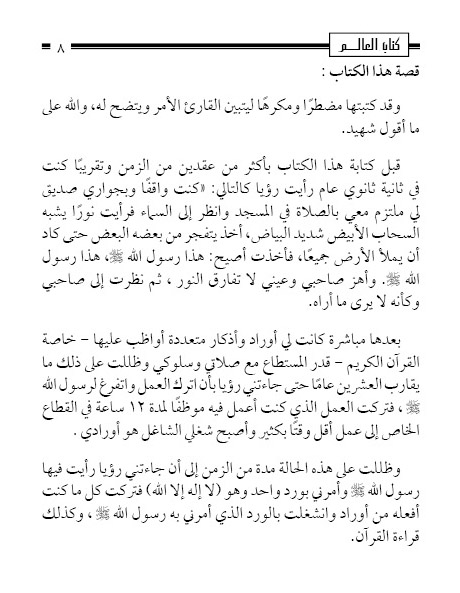 كتاب العالـم
٨
قصة هذا الكتاب :
وقد كتبتها مضطرًا ومكرهًا ليتبين القارئ الأمر ويتضح له، والله على
ما أقول شهيد.
قبل كتابة هذا الكتاب بأكثر من عقدين من الزمن وتقريبًا كنت
في ثانية ثانوي عام رأيت رؤيا كالتالي: «كنت واقفًا وبجواري صديق
لي ملتزم معي بالصلاة في المسجد وانظر إلى السماء فرأيت نورًا يشبه
السحاب الأبيض شديد البياض، أخذ يتفجر من بعضه البعض حتى كاد
أن يملأ الأرض جميعًا، فأخذت أصيح: هذا رسول الله ﷺ، هذا رسول
الله ﷺ. وأهز صاحبي وعيني لا تفارق النور ، ثم نظرت إلى صاحبي
وكأنه لا يرى ما أراه.
بعدها مباشرة كانت لي أوراد وأذكار متعددة أواظب عليها – خاصة
القرآن الكريم – قدر المستطاع مع صلاتي وسلوكي وظللت على ذلك ما
يقارب العشرين عامًا حتى جاءتني رؤيا بأن اترك العمل واتفرغ لرسول الله
ﷺ ، فتركت العمل الذي كنت أعمل فيه موظفًا لمدة ١٢ ساعة في القطاع
الخاص إلى عمل أقل وقتًا بكثير وأصبح شغلي الشاغل هو أورادي .
وظللت على هذه الحالة مدة من الزمن إلى أن جاءتني رؤيا رأيت فيها
رسول الله ﷺ وأمرني بورد واحد وهو (لا إله إلا الله) فتركت كل ما كنت
أفعله من أوراد وانشغلت بالورد الذي أمرني به رسول الله ﷺ ، وكذلك
قراءة القرآن.